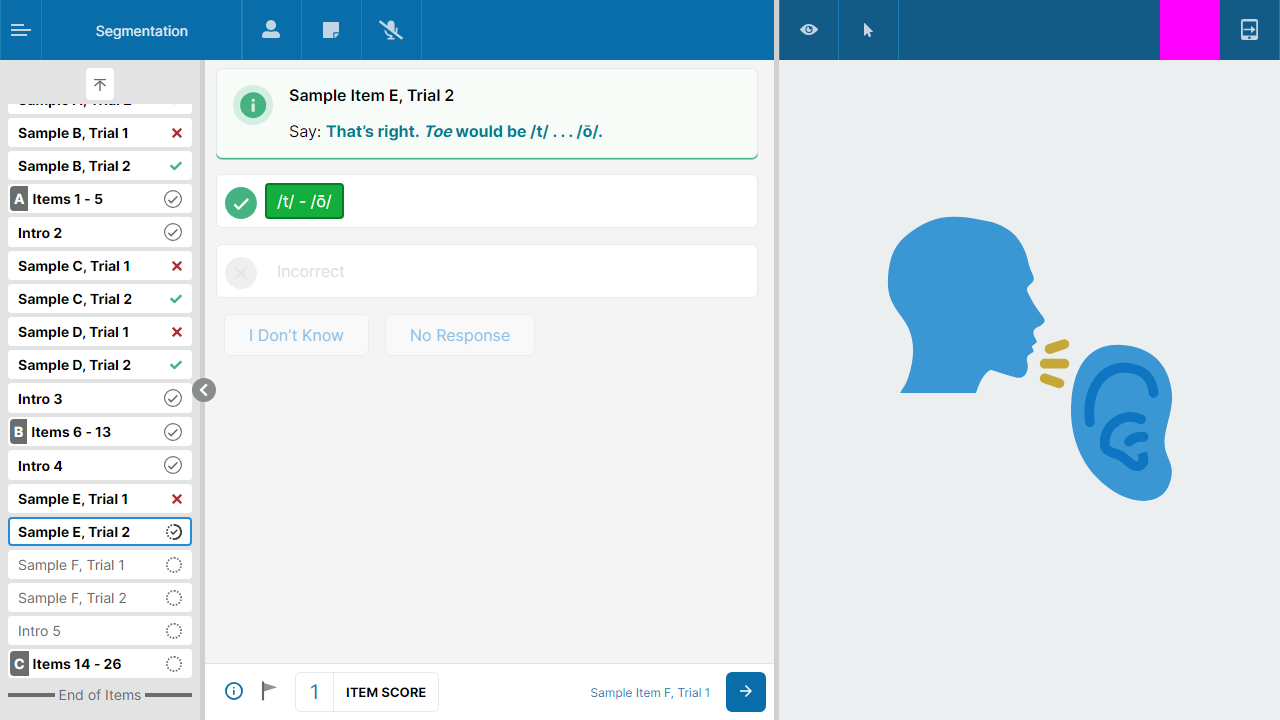 Segmentation
Sample B, Trial 1
Sample B, Trial 2
A Items 1 - 5
Intro 2
Sample C, Trial 1
Sample C, Trial 2
Sample D, Trial 1
Sample D, Trial 2
Intro 3
B Items 6 - 13
Intro 4
Sample E, Trial 1
Sample E, Trial 2
Sample F, Trial 1
Sample F, Trial 2
Intro 5
C Items 14 - 26
End of Items
Sample Item E, Trial 2
Say: That’s right. Toe would be /t/ . . . /ō/.
/t/ - /ō/
Incorrect
I Don’t Know
No Response
1 ITEM SCORE
Sample Item F, Trial 1